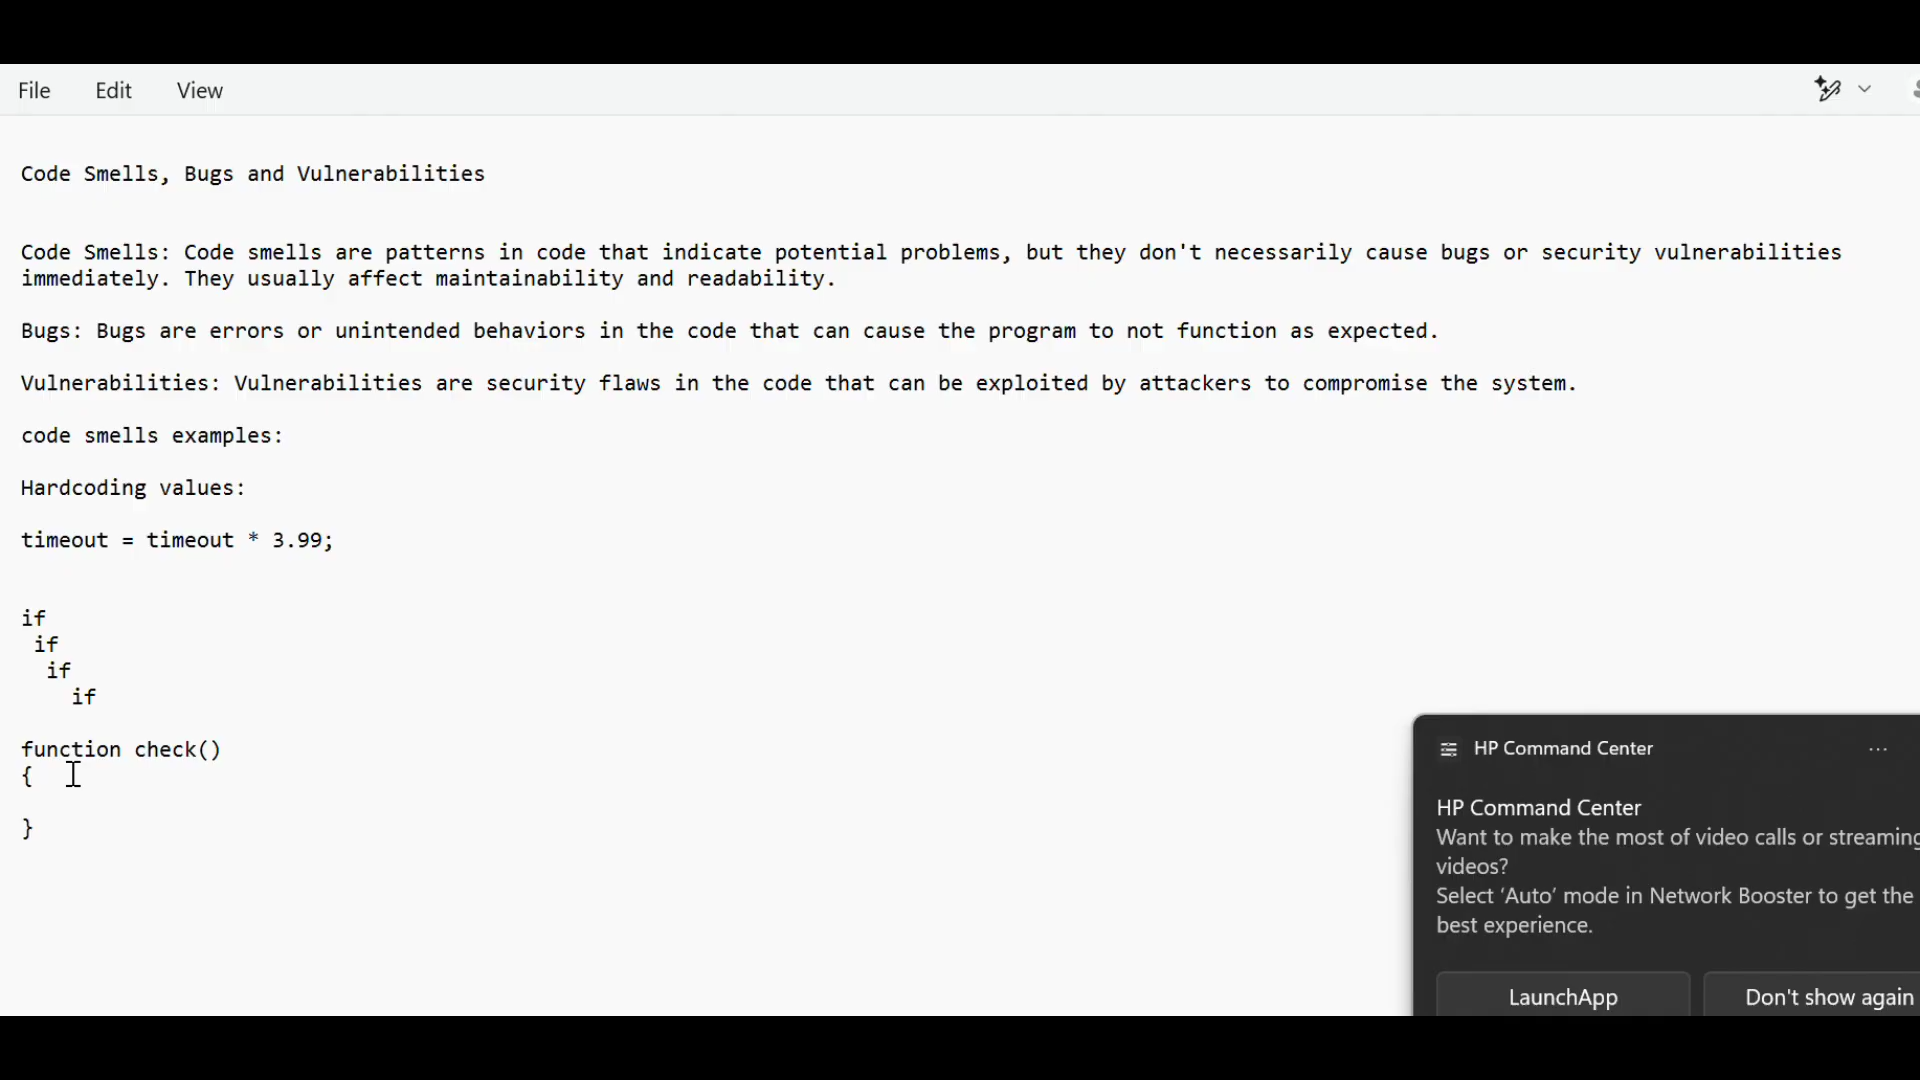 File Edit View
Code Smells, Bugs and Vulnerabilities
Code Smells: Code smells are patterns in code that indicate potential problems, but they don't necessarily cause bugs or security vulnerabilities
immediately. They usually affect maintainability and readability.
Bugs: Bugs are errors or unintended behaviors in the code that can cause the program to not function as expected.
Vulnerabilities: Vulnerabilities are security flaws in the code that can be exploited by attackers to compromise the system.
code smells examples:
Hardcoding values:
timeout = timeout * 3.99;
if
if
if
if
function check()
{
}
HP Command Center
HP Command Center
Want to make the most of video calls or streaming
videos?
Select ‘Auto’ mode in Network Booster to get the
best experience.
LaunchApp Don't show again